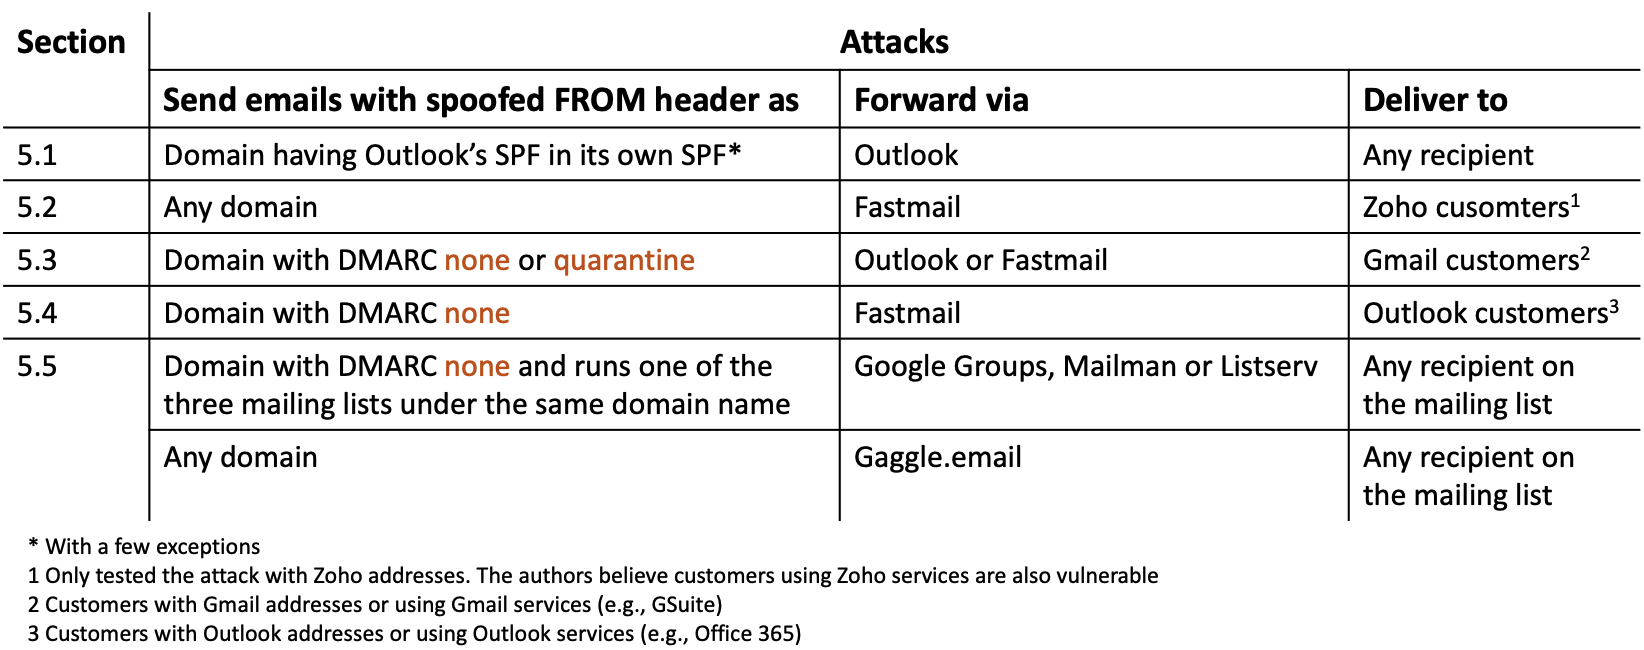 Section Attacks
Send emails with spoofed FROM header as Forward via Deliver to
5.1 Domain having Outlook’s SPF in its own SPF* Outlook Any recipient
5.2 Any domain Fastmail Zoho cusomters1
5.3 Domain with DMARC none or quarantine Outlook or Fastmail Gmail customers2
5.4 Domain with DMARC none Fastmail Outlook customers3
5.5 Domain with DMARC none and runs one of the Google Groups, Mailman or Listserv Any recipient on
three mailing lists under the same domain name the mailing list
Any domain Gaggle.email Any recipient on
the mailing list
* With a few exceptions
1 Only tested the attack with Zoho addresses. The authors believe customers using Zoho services are also vulnerable
2 Customers with Gmail addresses or using Gmail services (e.g., GSuite)
3 Customers with Outlook addresses or using Outlook services (e.g., Office 365)